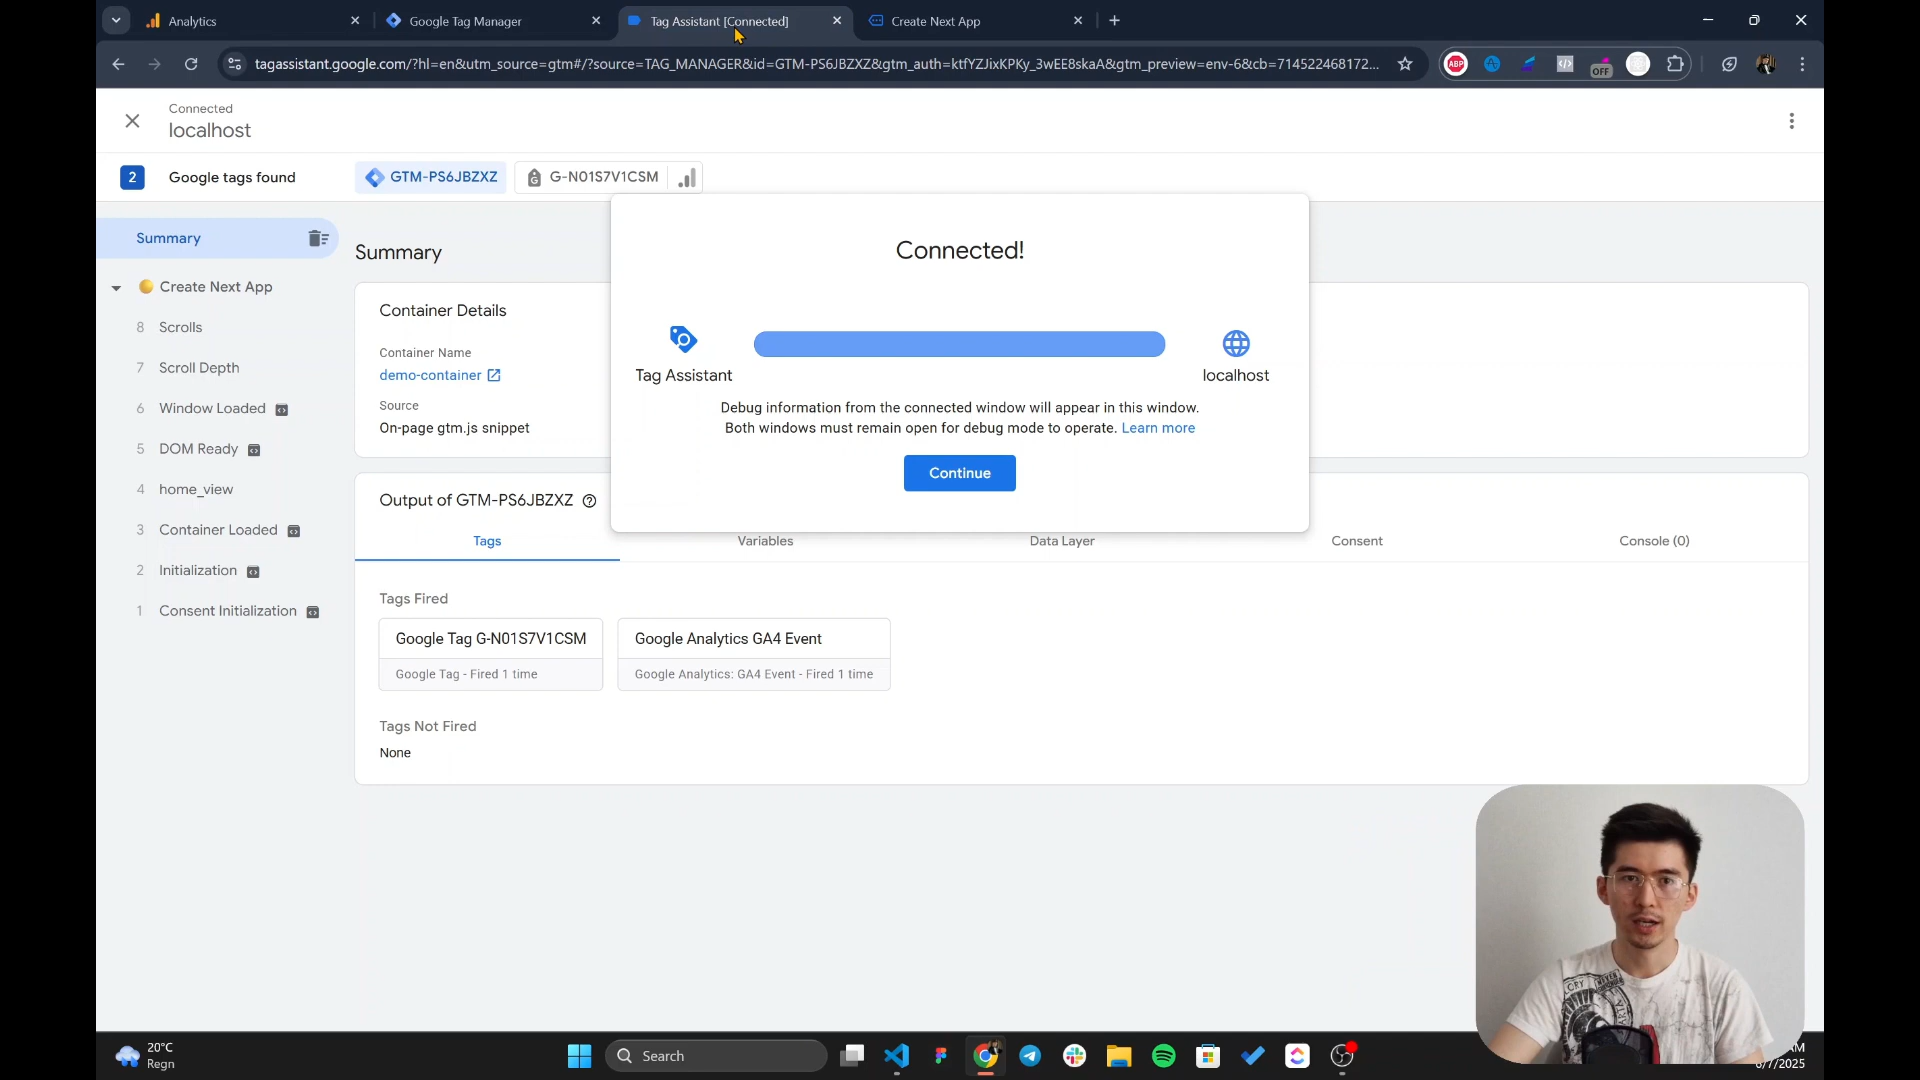 Analytics
Google Tag Manager
Tag Assistant [Connected]
Create Next App
tagassistant.google.com/?hl=en&utm_source=gtm#/?source=TAG_MANAGER&id=GTM-PS6JBZXZ&gtm_auth=ktfYZJixKPKy_3wEE8skaA&gtm_preview=env-6&cb=714522468172...
ABP
OFF
Connected
localhost
2
Google tags found
GTM-PS6JBZXZ
G-N01S7V1CSM
Summary
Create Next App
8 Scrolls
7 Scroll Depth
6 Window Loaded
5 DOM Ready
4 home_view
3 Container Loaded
2 Initialization
1 Consent Initialization
Summary
Container Details
Container Name
demo-container
Source
On-page gtm.js snippet
Connected!
Tag Assistant
localhost
Debug information from the connected window will appear in this window.
Both windows must remain open for debug mode to operate. Learn more
Continue
Output of GTM-PS6JBZXZ
Tags
Variables
Data Layer
Consent
Console (0)
Tags Fired
Google Tag G-N01S7V1CSM
Google Tag - Fired 1 time
Google Analytics GA4 Event
Google Analytics: GA4 Event - Fired 1 time
Tags Not Fired
None
20°C
Regn
Search
AM
6/7/2025